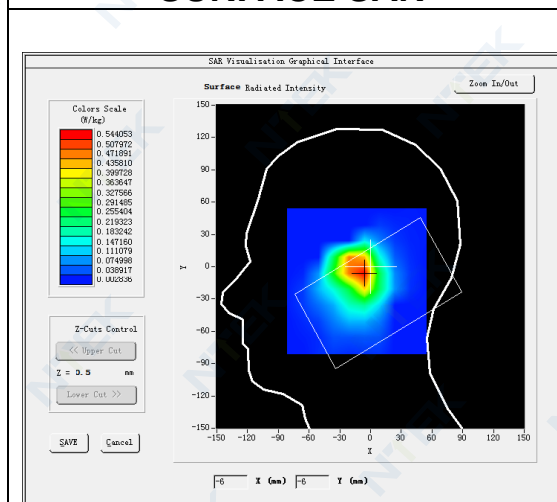 SURFACE SAR
SAR Visualisation Graphical Interface
Surface Radiated Intensity
Zoom In/Out
Colors Scale
(W/kg)
0.544053
0.507972
0.471891
0.435810
0.399728
0.363647
0.327566
0.291485
0.255404
0.219323
0.183242
0.147160
0.111079
0.074998
0.038917
0.002836
150
120
90
60
30
0
-30
-60
-90
-120
-150
Y
-150 -120 -90 -60 -30 0 30 60 90 120 150
X
Z-Cuts Control
<< Upper Cut
Z = 0.5 mm
Lower Cut >>
SAVE Cancel
-6 X (mm) -6 Y (mm)
NTEK